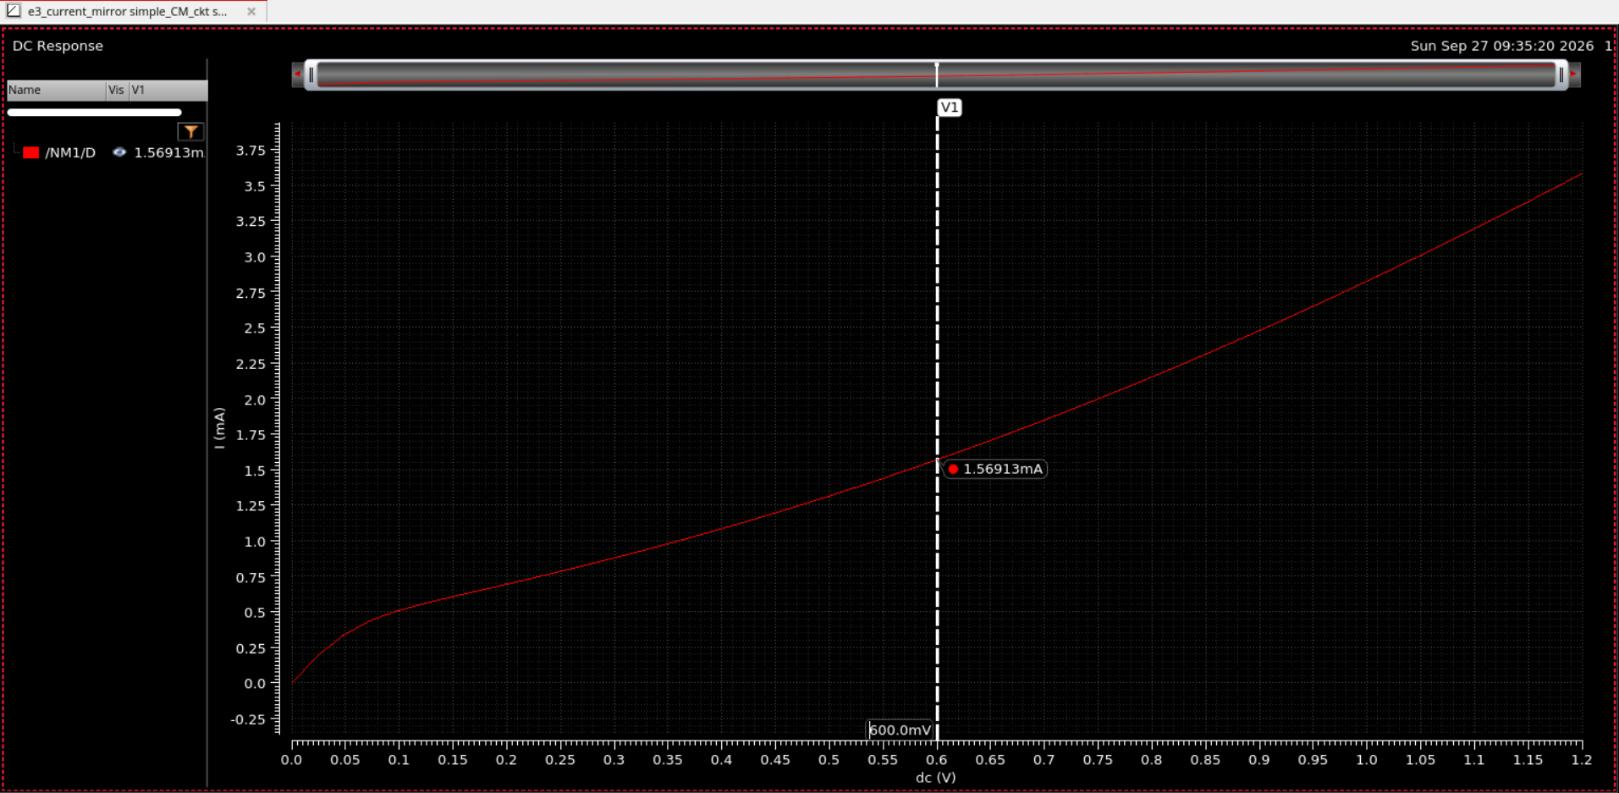 e3_current_mirror simple_CM_ckt s...
DC Response
Sun Sep 27 09:35:20 2026 1
Name Vis V1
/NM1/D 1.56913m
V1
3.75
3.5
3.25
3.0
2.75
2.5
2.25
2.0
1.75
1.5
1.25
1.0
0.75
0.5
0.25
0.0
-0.25
I (mA)
1.56913mA
600.0mV
0.0 0.05 0.1 0.15 0.2 0.25 0.3 0.35 0.4 0.45 0.5 0.55 0.6 0.65 0.7 0.75 0.8 0.85 0.9 0.95 1.0 1.05 1.1 1.15 1.2
dc (V)